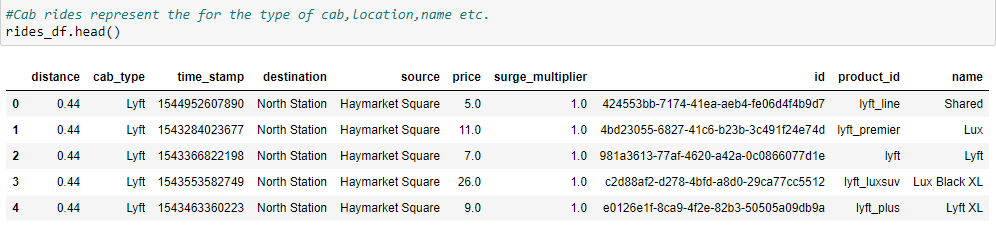 #Cab rides represent the for the type of cab,location,name etc.
rides_df.head()
distance cab_type time_stamp destination source price surge_multiplier id product_id name
0 0.44 Lyft 1544952607890 North Station Haymarket Square 5.0 1.0 424553bb-7174-41ea-aeb4-fe06d4f4b9d7 lyft_line Shared
1 0.44 Lyft 1543284023677 North Station Haymarket Square 11.0 1.0 4bd23055-6827-41c6-b23b-3c491f24e74d lyft_premier Lux
2 0.44 Lyft 1543366822198 North Station Haymarket Square 7.0 1.0 981a3613-77af-4620-a42a-0c0866077d1e lyft Lyft
3 0.44 Lyft 1543553582749 North Station Haymarket Square 26.0 1.0 c2d88af2-d278-4bfd-a8d0-29ca77cc5512 lyft_luxsuv Lux Black XL
4 0.44 Lyft 1543463360223 North Station Haymarket Square 9.0 1.0 e0126e1f-8ca9-4f2e-82b3-50505a09db9a lyft_plus Lyft XL